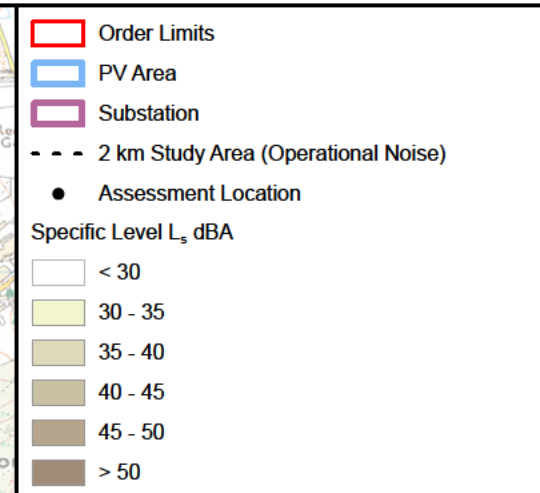 Order Limits
PV Area
Substation
2 km Study Area (Operational Noise)
Assessment Location
Specific Level Ls dBA
< 30
30 - 35
35 - 40
40 - 45
45 - 50
> 50